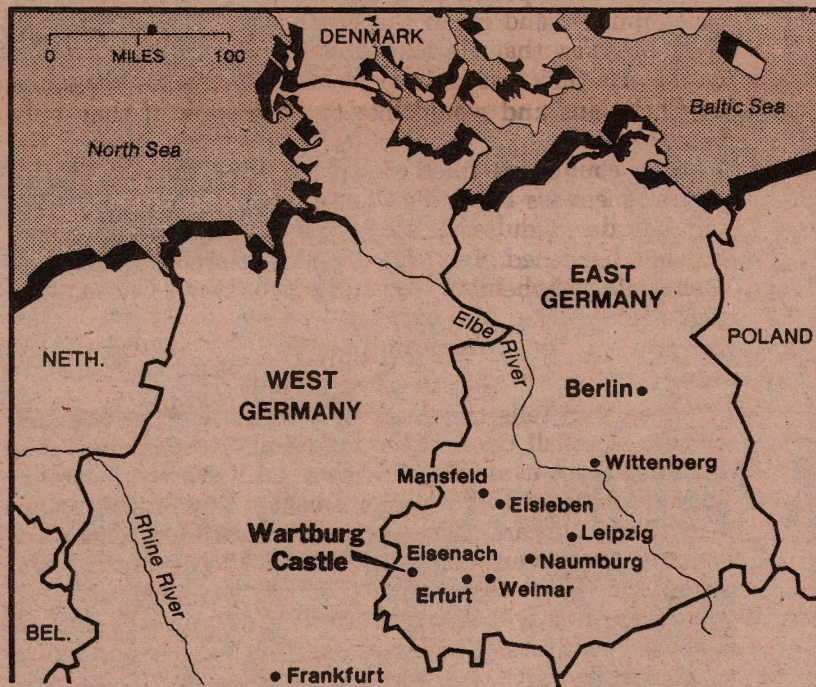 DENMARK
0 MILES 100
Baltic Sea
North Sea
EAST
GERMANY
Elbe
River
POLAND
NETH.
WEST
GERMANY
Berlin
Wittenberg
Mansfeld
Eisleben
Leipzig
Wartburg
Castle
Eisenach
Naumburg
Erfurt
Weimar
Rhine River
BEL.
Frankfurt